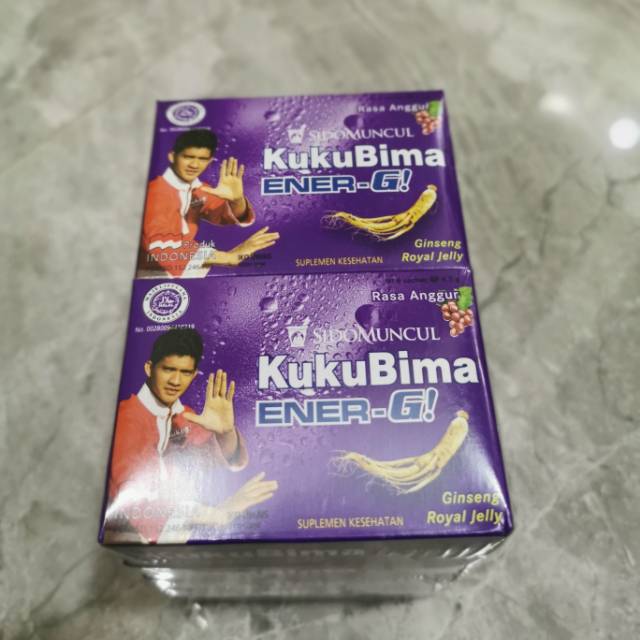 Rasa Anggur
SIDOMUNCUL
KukuBima
ENER-G!
Produk
INDONESIA
SUPLEMEN KESEHATAN
Ginseng
Royal Jelly
Rasa Anggur
SIDOMUNCUL
KukuBima
ENER-G!
INDONESIA
SUPLEMEN KESEHATAN
Ginseng
Royal Jelly